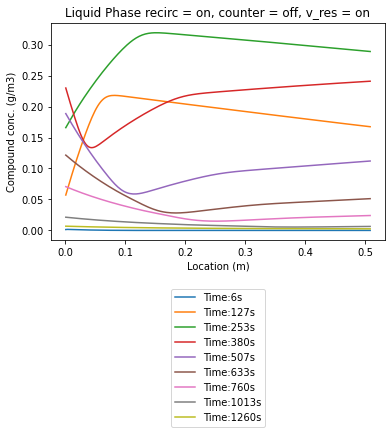 Liquid Phase recirc = on, counter = off, v_res = on
Compound conc. (g/m3)
0.30
0.25
0.20
0.15
0.10
0.05
0.00
0.0 0.1 0.2 0.3 0.4 0.5
Location (m)
Time:6s
Time:127s
Time:253s
Time:380s
Time:507s
Time:633s
Time:760s
Time:1013s
Time:1260s